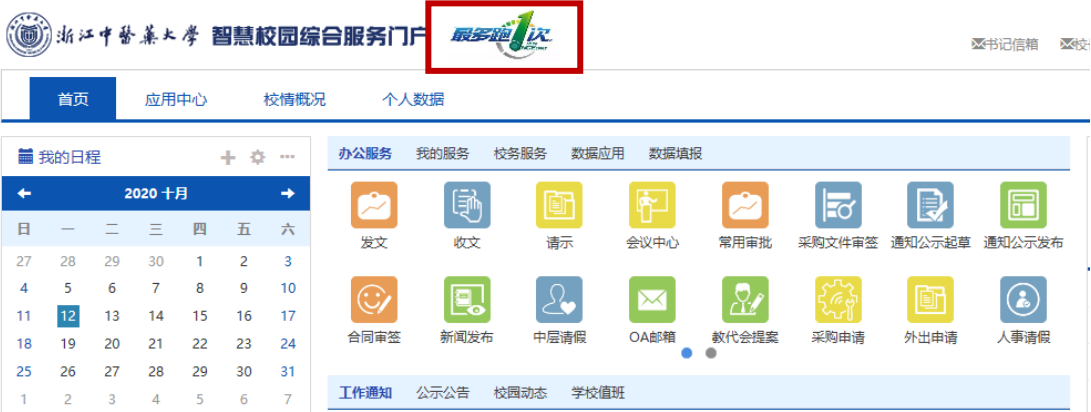 浙江中医药大学 智慧校园综合服务门户 最多跑1次
书记信箱
首页 应用中心 校情概况 个人数据
我的日程
2020 十月
日 一 二 三 四 五 六
27 28 29 30 1 2 3
4 5 6 7 8 9 10
11 12 13 14 15 16 17
18 19 20 21 22 23 24
25 26 27 28 29 30 31
1 2 3 4 5 6 7
办公服务 我的服务 校务服务 数据应用 数据填报
发文 收文 请示 会议中心 常用审批 采购文件审签 通知公示起草 通知公示发布
合同审签 新闻发布 中层请假 OA邮箱 教代会提案 采购申请 外出申请 人事请假
工作通知 公示公告 校园动态 学校值班